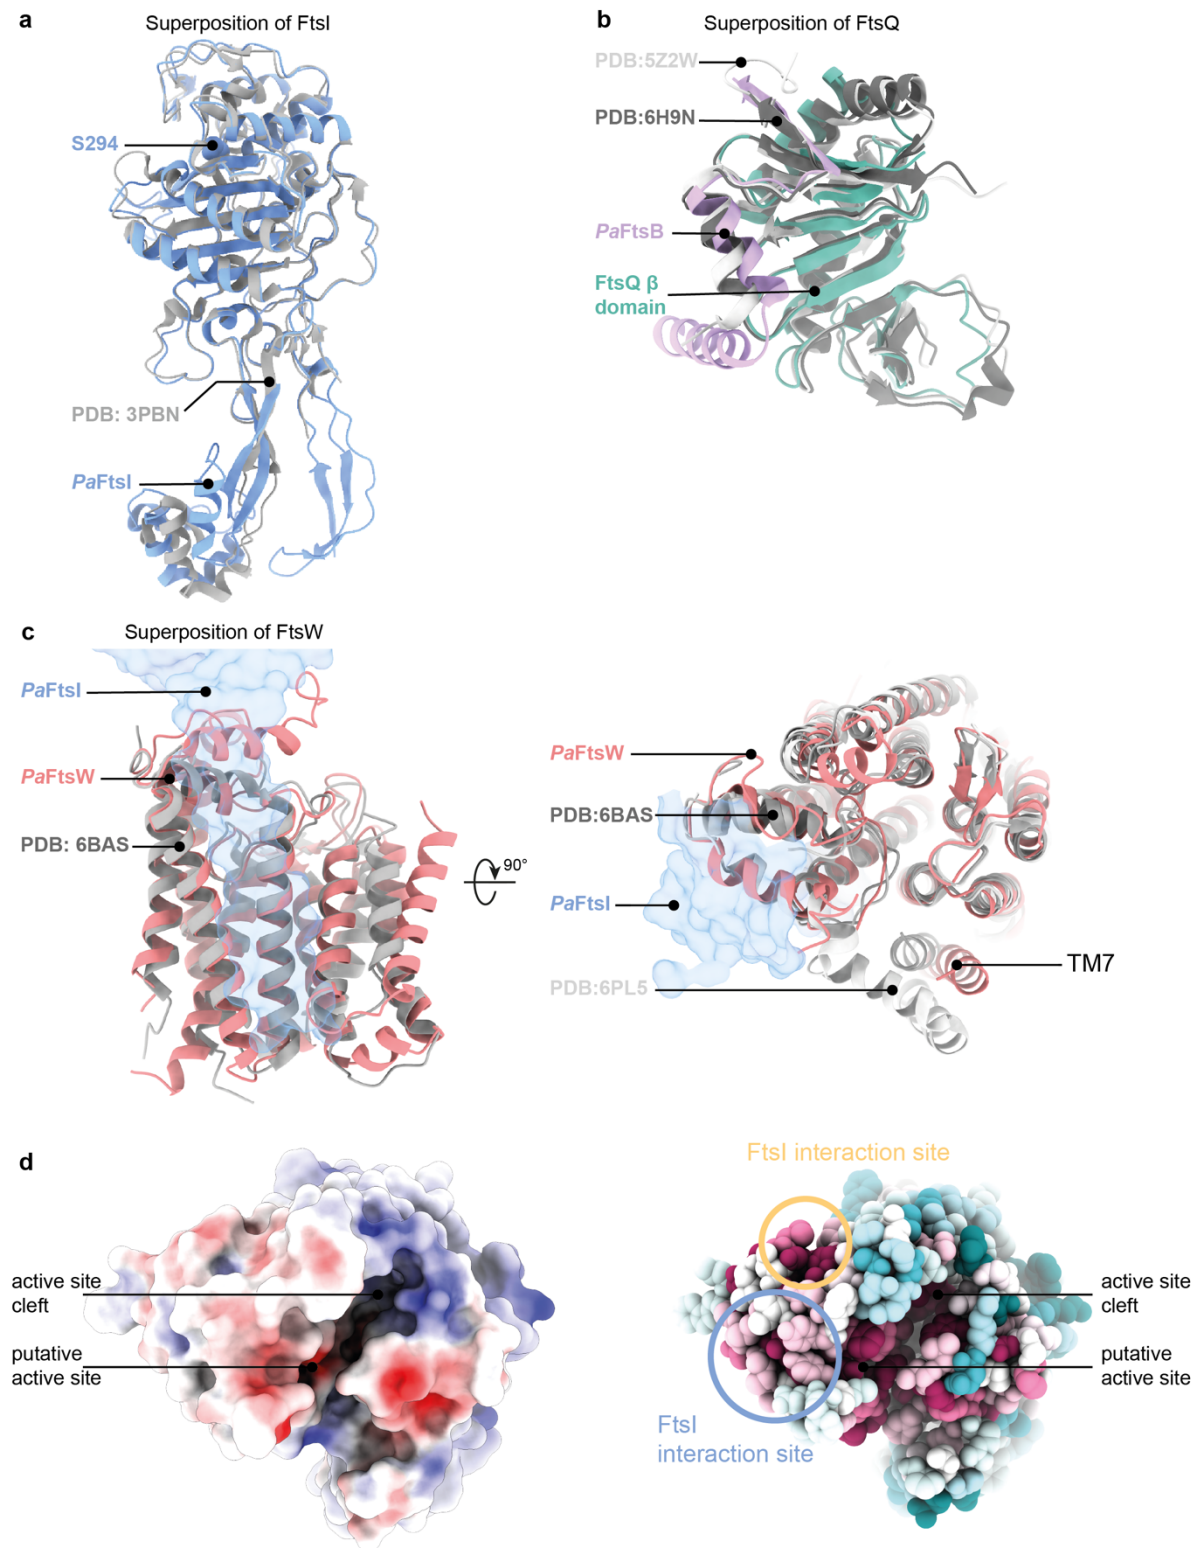 a
Superposition of FtsI
S294
PDB: 3PBN
PaFtsI
b
Superposition of FtsQ
PDB:5Z2W
PDB:6H9N
PaFtsB
FtsQ β
domain
c
Superposition of FtsW
PaFtsI
PaFtsW
PDB: 6BAS
90°
PaFtsW
PDB:6BAS
PaFtsI
PDB:6PL5
TM7
d
active site
cleft
putative
active site
FtsI interaction site
active site
cleft
putative
active site
FtsI
interaction site